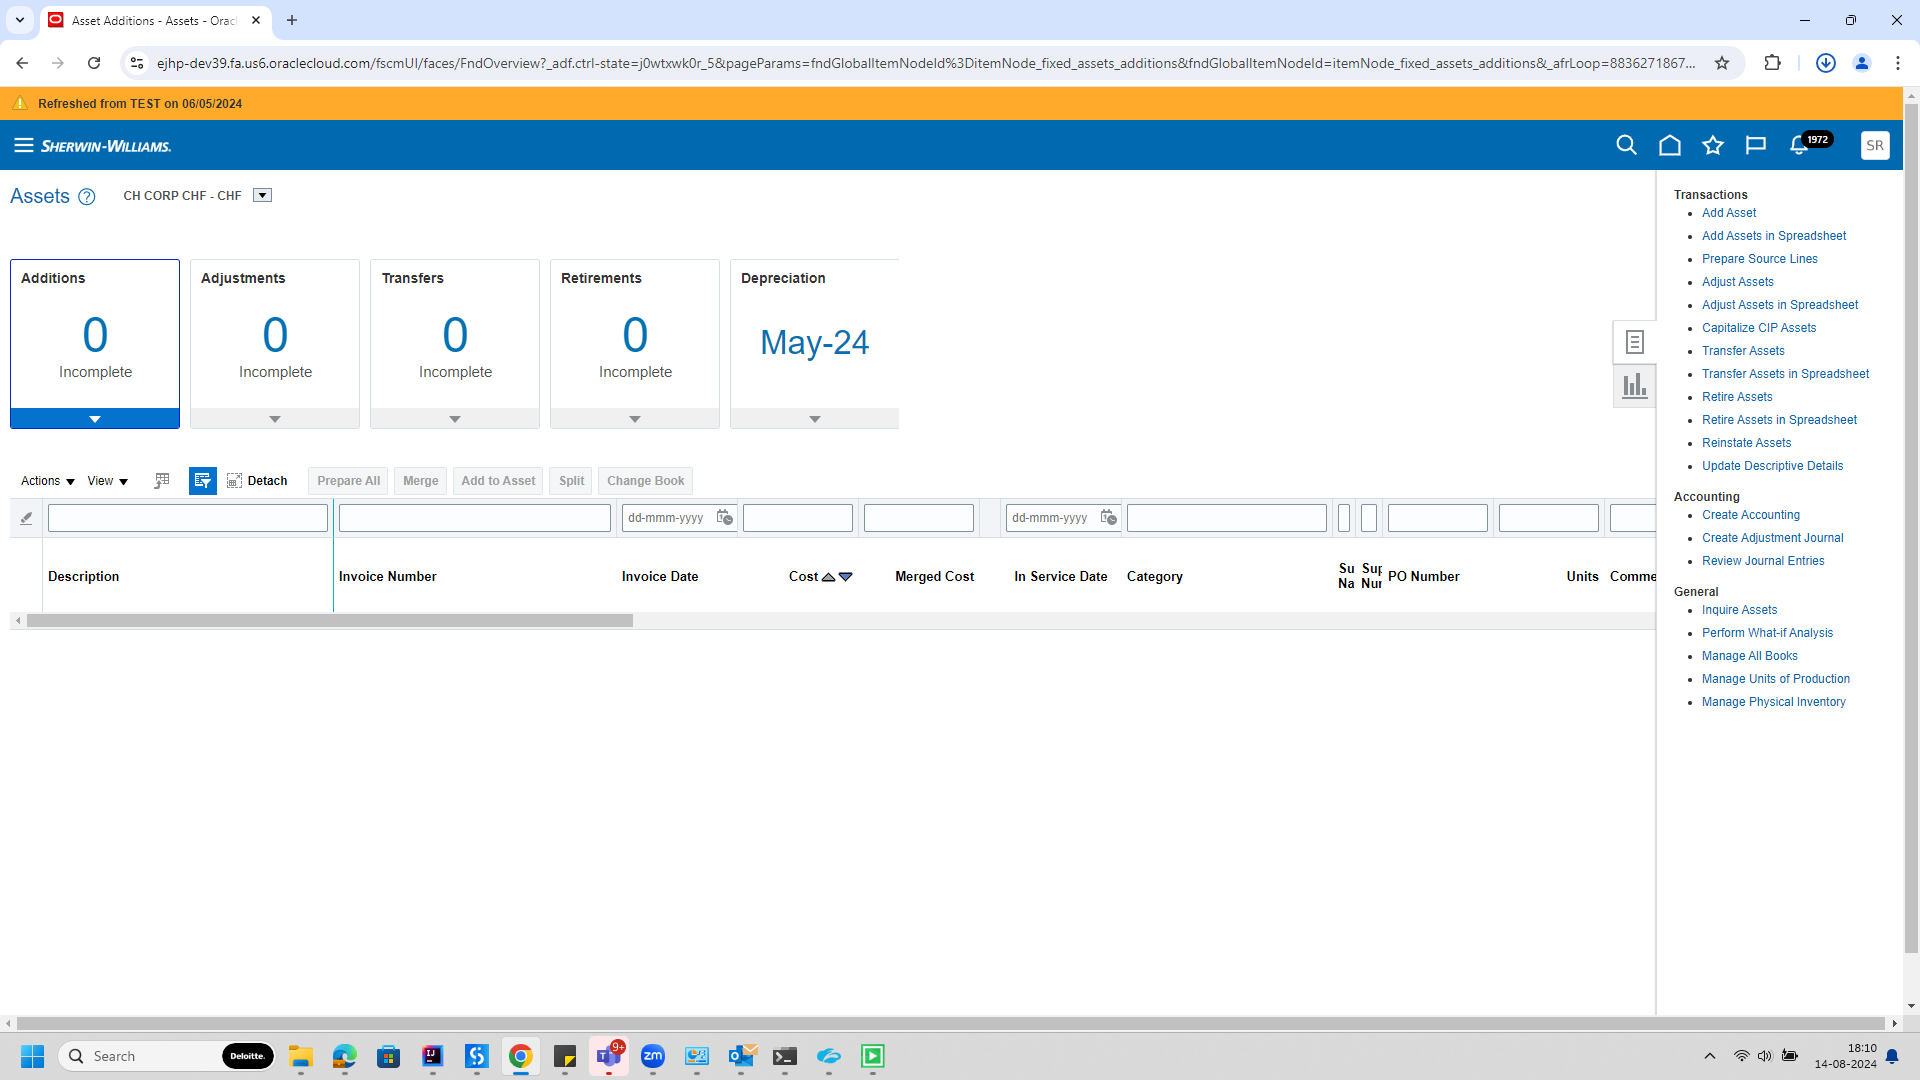 Asset Additions - Assets - Orac
ejhp-dev39.fa.us6.oraclecloud.com/fscmUI/faces/FndOverview?_adf.ctrl-state=j0wtxwk0r_5&pageParams=fndGlobalItemNodeId%3DitemNode_fixed_assets_additions&fndGlobalItemNodeId=itemNode_fixed_assets_additions&_afrLoop=8836271867...
Refreshed from TEST on 06/05/2024
SHERWIN-WILLIAMS.
1972
SR
Assets
?
CH CORP CHF - CHF
Additions
0
Incomplete
Adjustments
0
Incomplete
Transfers
0
Incomplete
Retirements
0
Incomplete
Depreciation
May-24
Actions View Detach Prepare All Merge Add to Asset Split Change Book
dd-mmm-yyyy dd-mmm-yyyy
Description Invoice Number Invoice Date Cost Merged Cost In Service Date Category Su Na Sup Nur PO Number Units Comme
Transactions
Add Asset
Add Assets in Spreadsheet
Prepare Source Lines
Adjust Assets
Adjust Assets in Spreadsheet
Capitalize CIP Assets
Transfer Assets
Transfer Assets in Spreadsheet
Retire Assets
Retire Assets in Spreadsheet
Reinstate Assets
Update Descriptive Details
Accounting
Create Accounting
Create Adjustment Journal
Review Journal Entries
General
Inquire Assets
Perform What-if Analysis
Manage All Books
Manage Units of Production
Manage Physical Inventory
Search
Deloitte.
9+
zm
18:10
14-08-2024